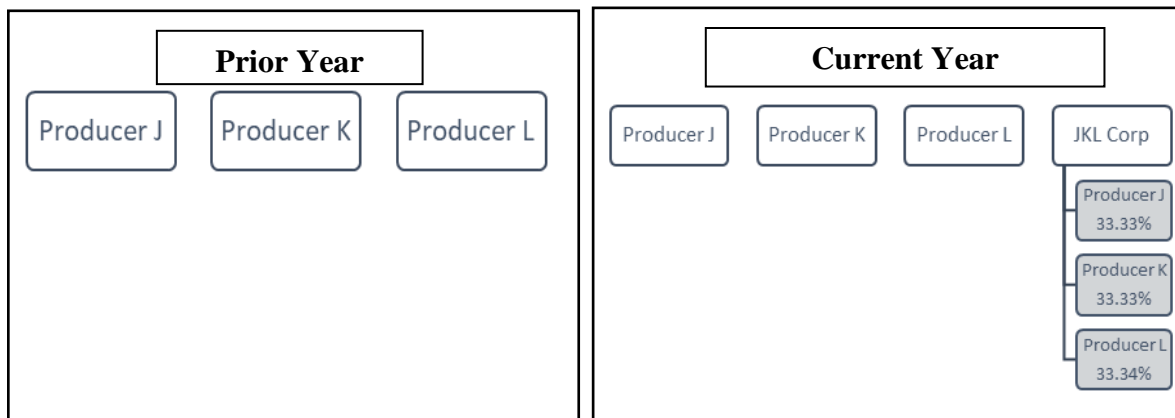 Prior Year
Producer J
Producer K
Producer L
Current Year
Producer J
Producer K
Producer L
JKL Corp
Producer J
33.33%
Producer K
33.33%
Producer L
33.34%